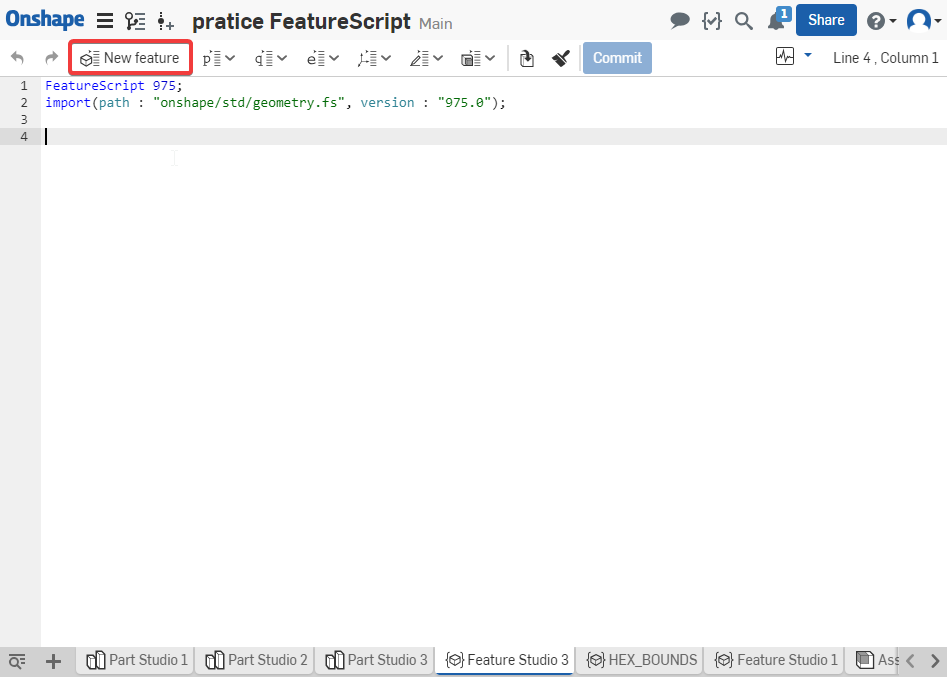 Onshape pratice FeatureScript Main 1 Share
New feature p q e Commit Line 4 , Column 1
1 FeatureScript 975;
2 import(path : "onshape/std/geometry.fs", version : "975.0");
3
4
Part Studio 1 Part Studio 2 Part Studio 3 Feature Studio 3 HEX_BOUNDS Feature Studio 1 Ass